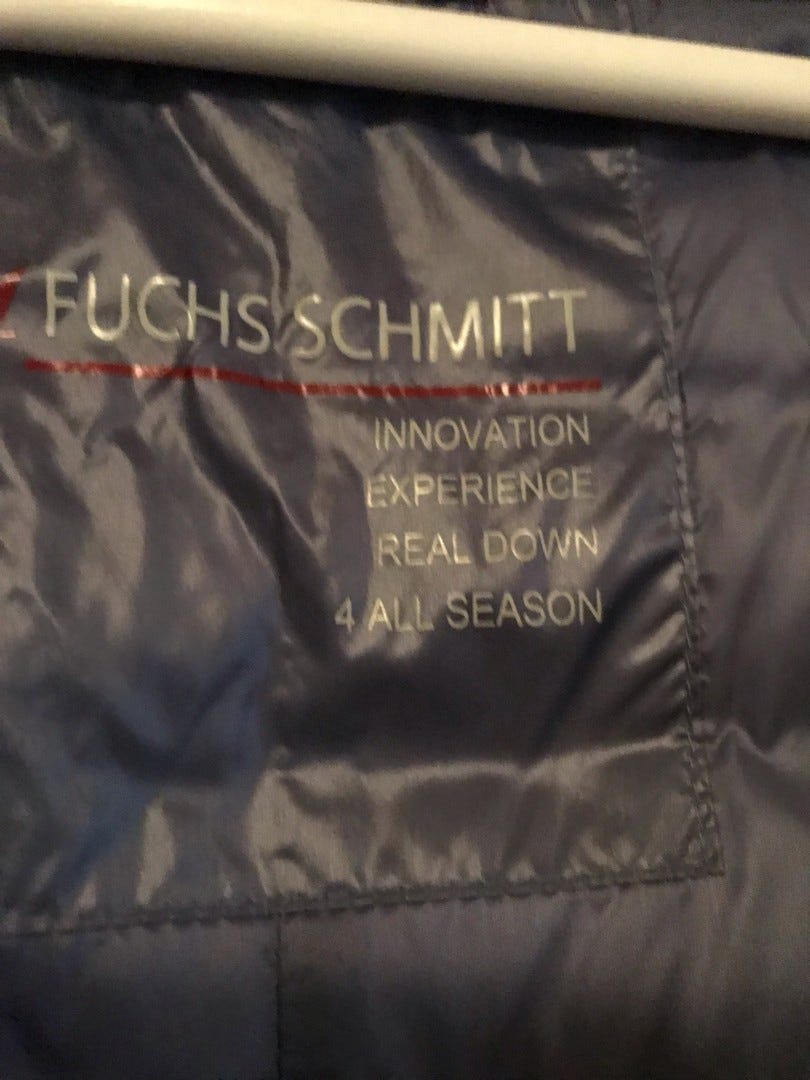 FUCHS SCHMITT
INNOVATION
EXPERIENCE
REAL DOWN
4 ALL SEASON